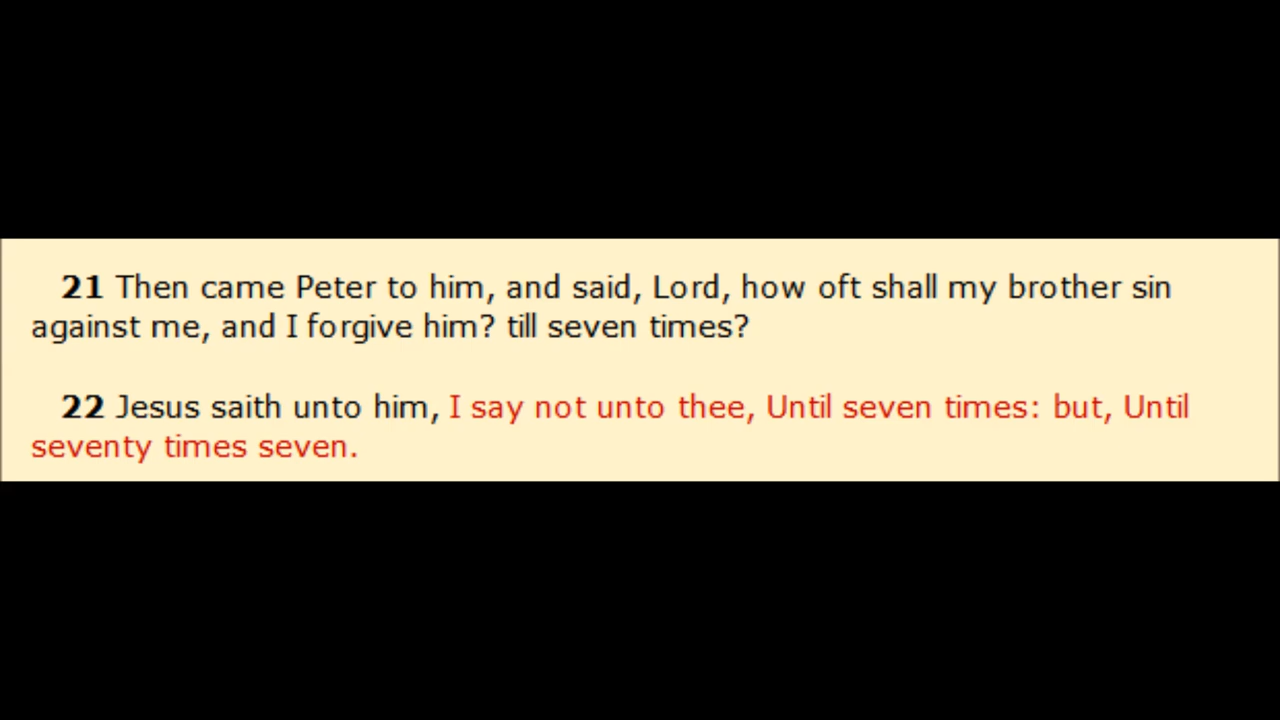 21 Then came Peter to him, and said, Lord, how oft shall my brother sin
against me, and I forgive him? till seven times?
22 Jesus saith unto him, I say not unto thee, Until seven times: but, Until
seventy times seven.